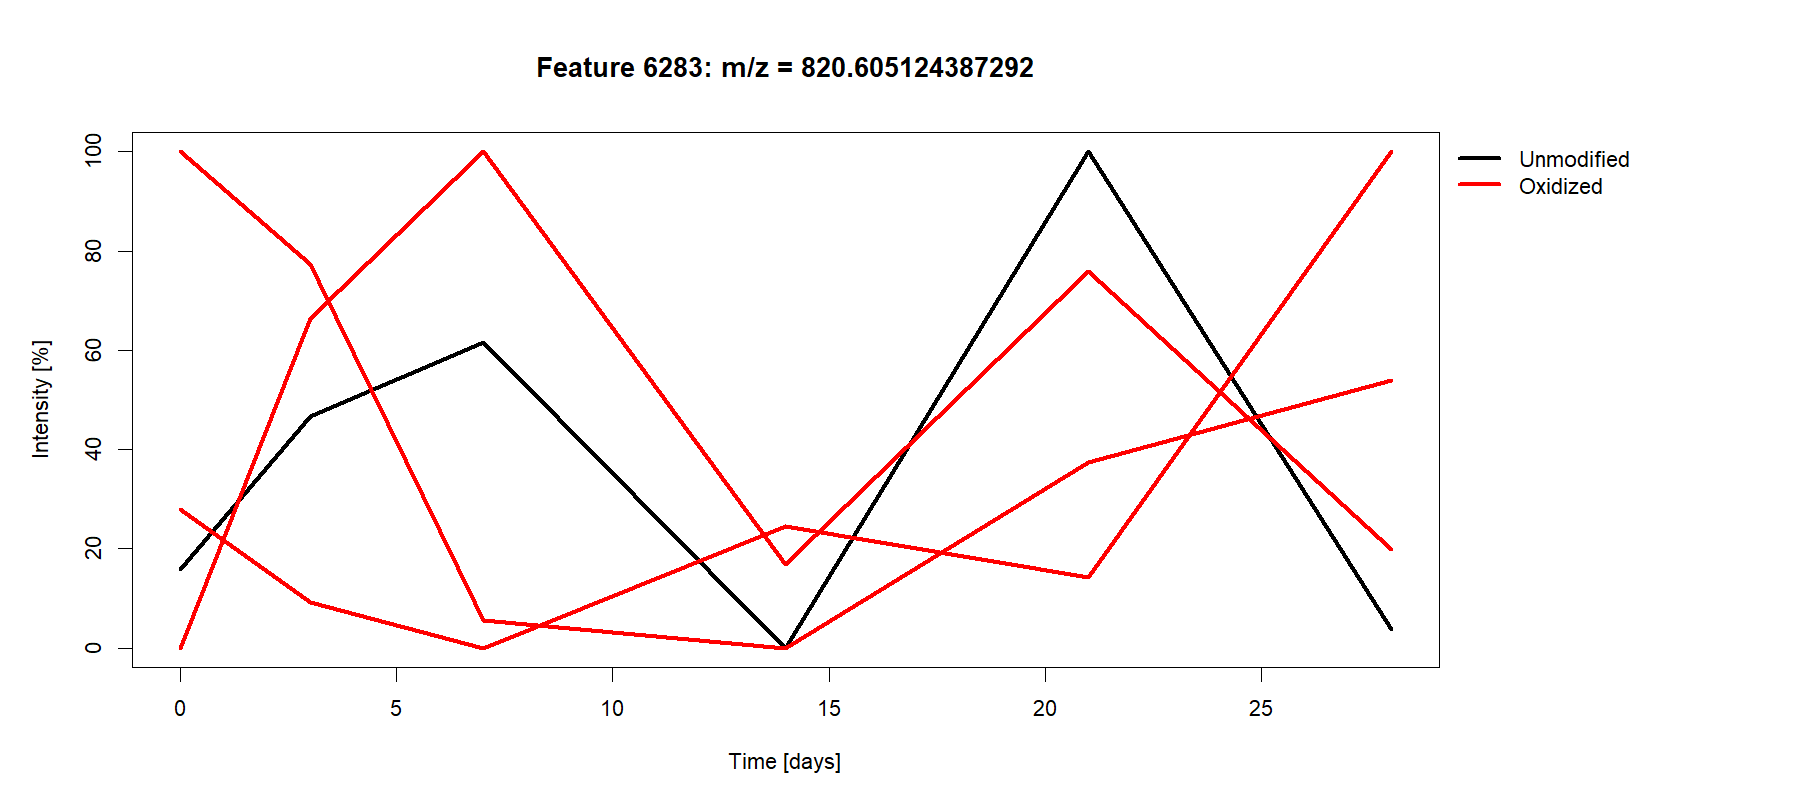 Feature 6283: m/z = 820.605124387292
Unmodified
Oxidized
Intensity [%]
100
80
60
40
20
0
0 5 10 15 20 25
Time [days]